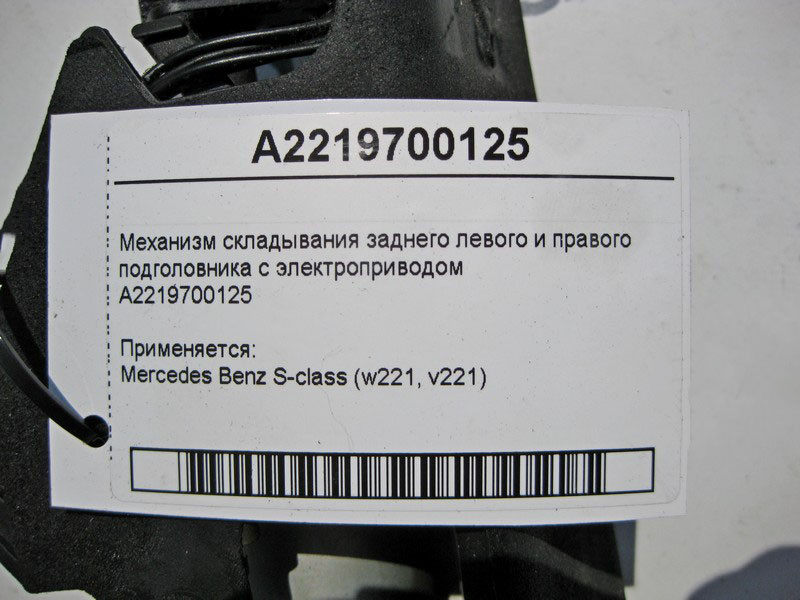 A2219700125
Механизм складывания заднего левого и правого
подголовника с электроприводом
A2219700125
Применяется:
Mercedes Benz S-class (w221, v221)